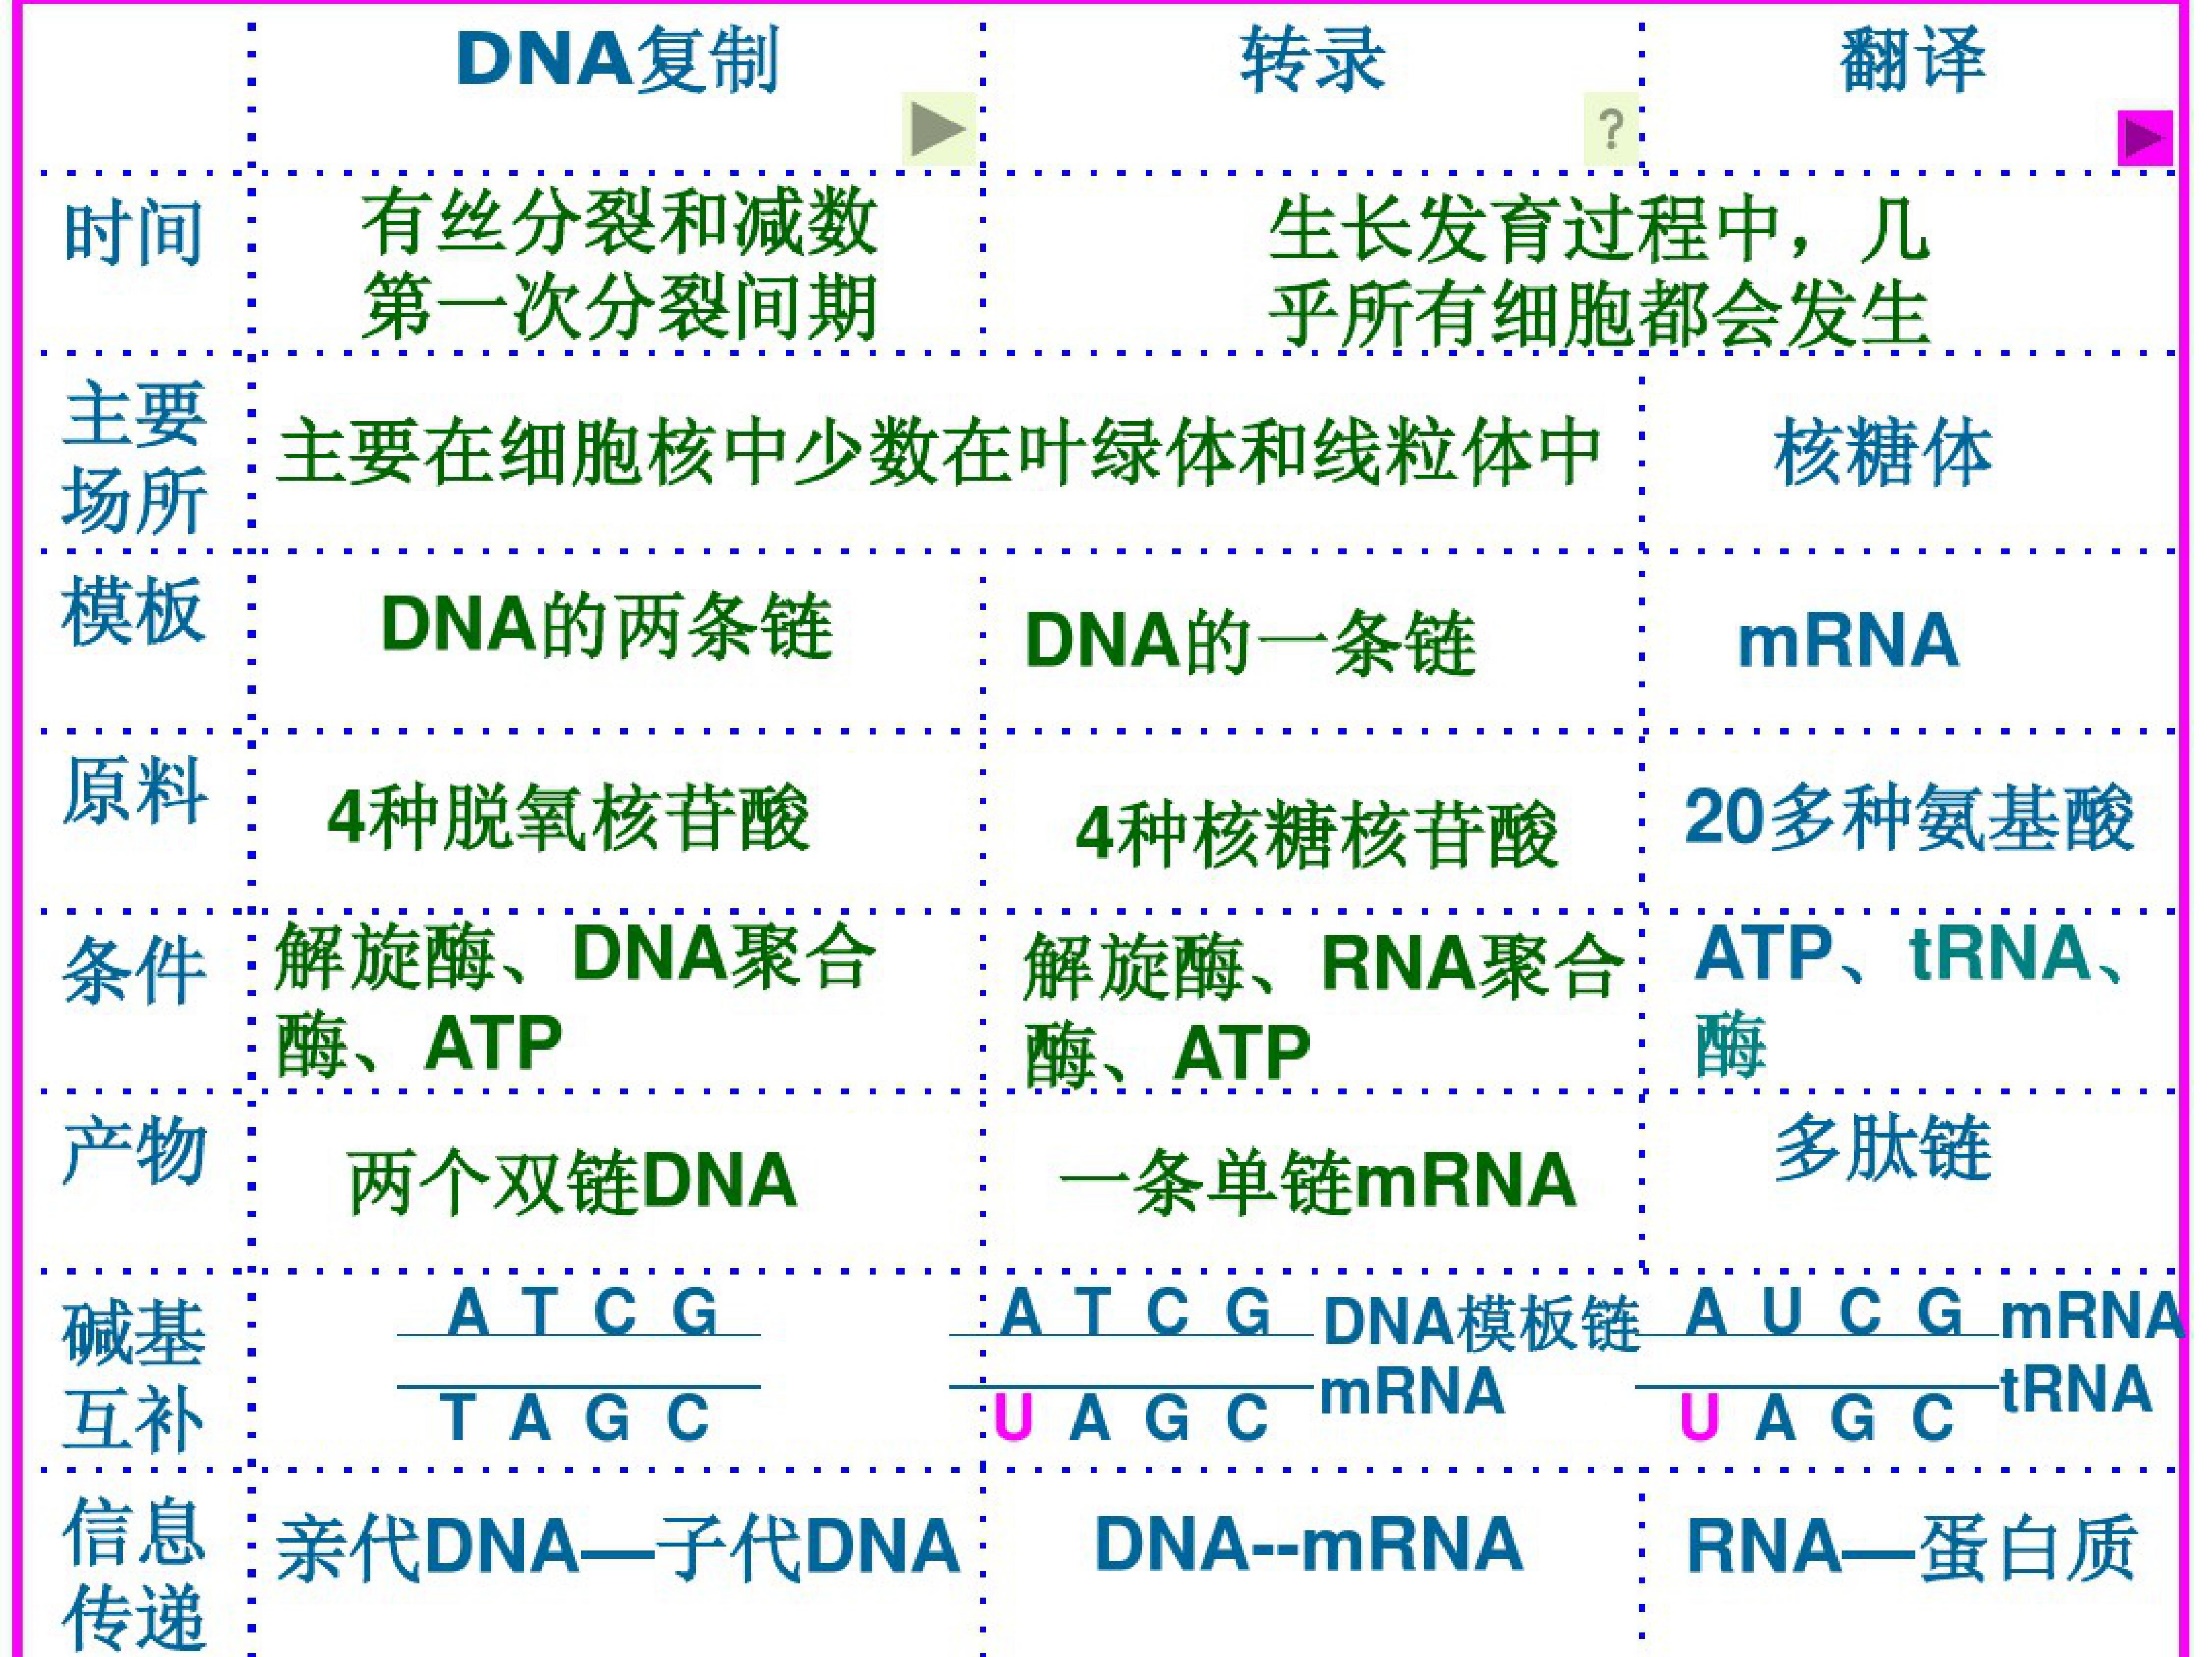 DNA复制
转录
翻译
?
时间
有丝分裂和减数
第一次分裂间期
生长发育过程中，几
乎所有细胞都会发生
主要
场所
主要在细胞核中少数在叶绿体和线粒体中
核糖体
模板
DNA的两条链
DNA的一条链
mRNA
原料
4种脱氧核苷酸
4种核糖核苷酸
20多种氨基酸
条件
解旋酶、DNA聚合
酶、ATP
解旋酶、RNA聚合
酶、ATP
ATP、tRNA、
酶
产物
两个双链DNA
一条单链mRNA
多肽链
碱基
互补
A T C G
T A G C
A T C G DNA模板链
mRNA
U A G C
A U C G mRNA
tRNA
U A G C
信息
传递
亲代DNA—子代DNA
DNA--mRNA
RNA—蛋白质